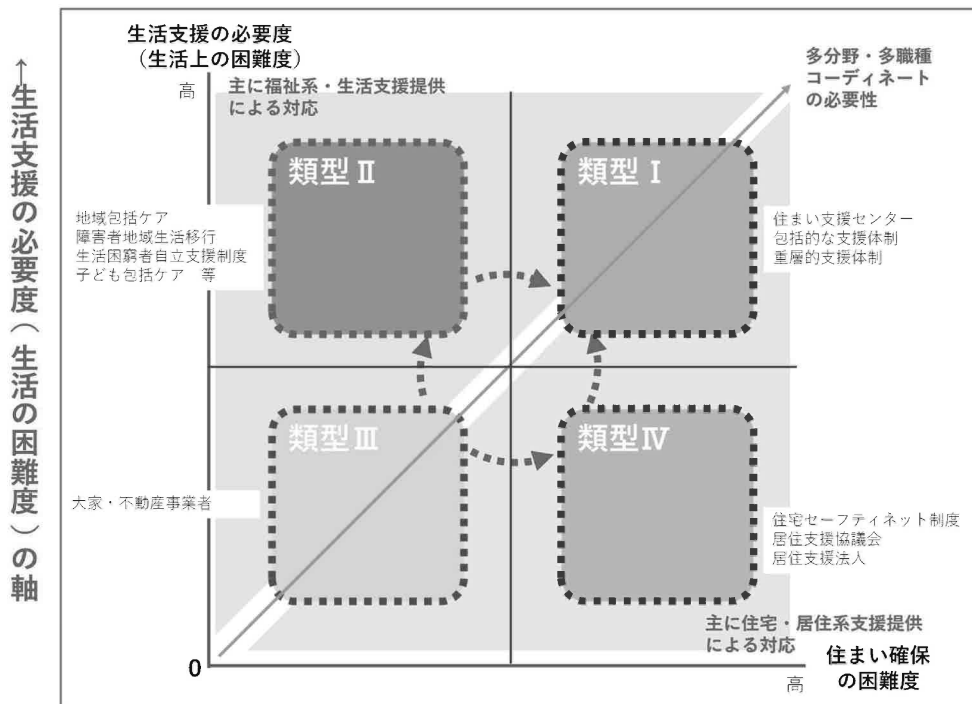 ↑生活支援の必要度（生活の困難度）の軸
生活支援の必要度
（生活上の困難度）
高
主に福祉系・生活支援提供
による対応
多分野・多職種
コーディネート
の必要性
類型Ⅱ
類型Ⅰ
地域包括ケア
障害者地域生活移行
生活困窮者自立支援制度
子ども包括ケア　等
住まい支援センター
包括的な支援体制
重層的支援体制
類型Ⅲ
類型Ⅳ
大家・不動産事業者
住宅セーフティネット制度
居住支援協議会
居住支援法人
主に住宅・居住系支援提供
による対応
0
高
住まい確保
の困難度